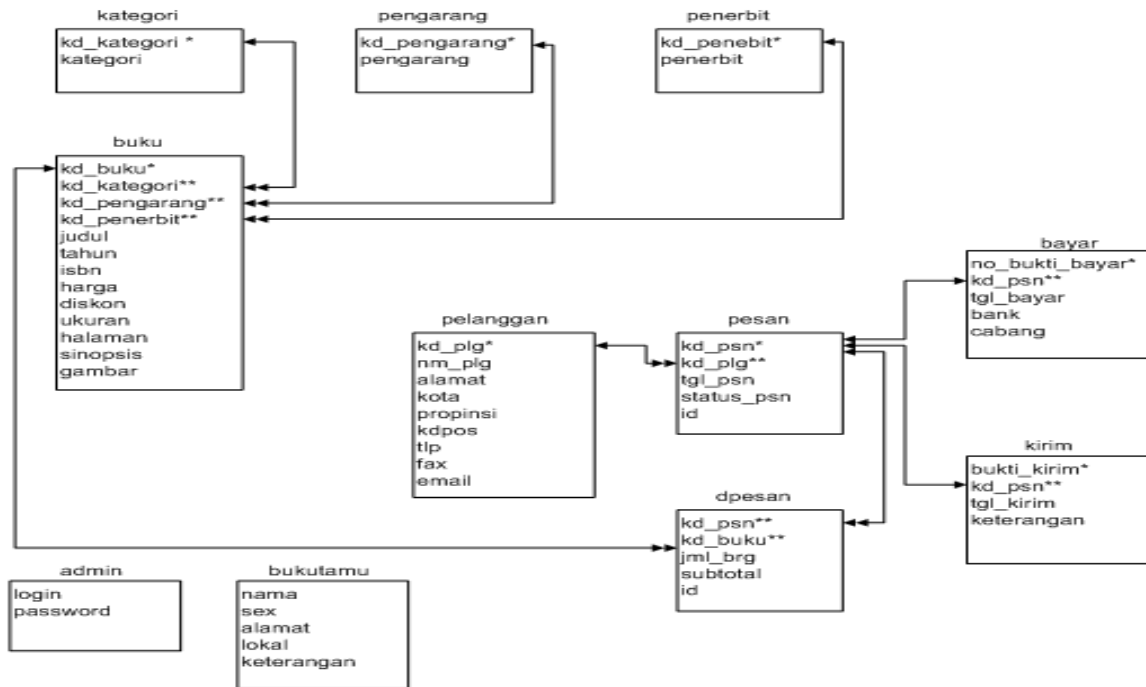 kategori
kd_kategori *
kategori
pengarang
kd_pengarang*
pengarang
penerbit
kd_penebit*
penerbit
buku
kd_buku*
kd_kategori**
kd_pengarang**
kd_penerbit**
judul
tahun
isbn
harga
diskon
ukuran
halaman
sinopsis
gambar
pelanggan
kd_plg*
nm_plg
alamat
kota
propinsi
kdpos
tlp
fax
email
pesan
kd_psn*
kd_plg**
tgl_psn
status_psn
id
bayar
no_bukti_bayar*
kd_psn**
tgl_bayar
bank
cabang
kirim
bukti_kirim*
kd_psn**
tgl_kirim
keterangan
dpesan
kd_psn**
kd_buku**
jml_brg
subtotal
id
admin
login
password
bukutamu
nama
sex
alamat
lokal
keterangan